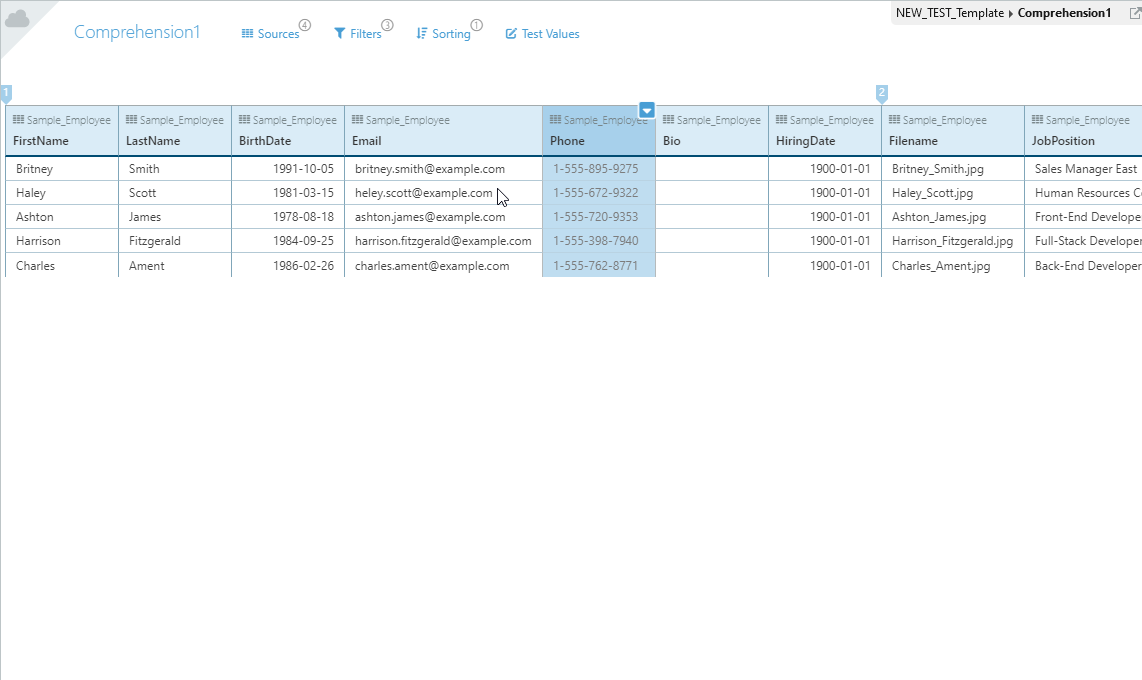 NEW_TEST_Template ▸ Comprehension1
Comprehension1 Sources 4 Filters 3 Sorting 1 Test Values
1 2
Sample_Employee Sample_Employee Sample_Employee Sample_Employee Sample_Employee Sample_Employee Sample_Employee Sample_Employee Sample_Employee
FirstName LastName BirthDate Email Phone Bio HiringDate Filename JobPosition
Britney Smith 1991-10-05 britney.smith@example.com 1-555-895-9275 1900-01-01 Britney_Smith.jpg Sales Manager East
Haley Scott 1981-03-15 heley.scott@example.com 1-555-672-9322 1900-01-01 Haley_Scott.jpg Human Resources C
Ashton James 1978-08-18 ashton.james@example.com 1-555-720-9353 1900-01-01 Ashton_James.jpg Front-End Develope
Harrison Fitzgerald 1984-09-25 harrison.fitzgerald@example.com 1-555-398-7940 1900-01-01 Harrison_Fitzgerald.jpg Full-Stack Developer
Charles Ament 1986-02-26 charles.ament@example.com 1-555-762-8771 1900-01-01 Charles_Ament.jpg Back-End Developer